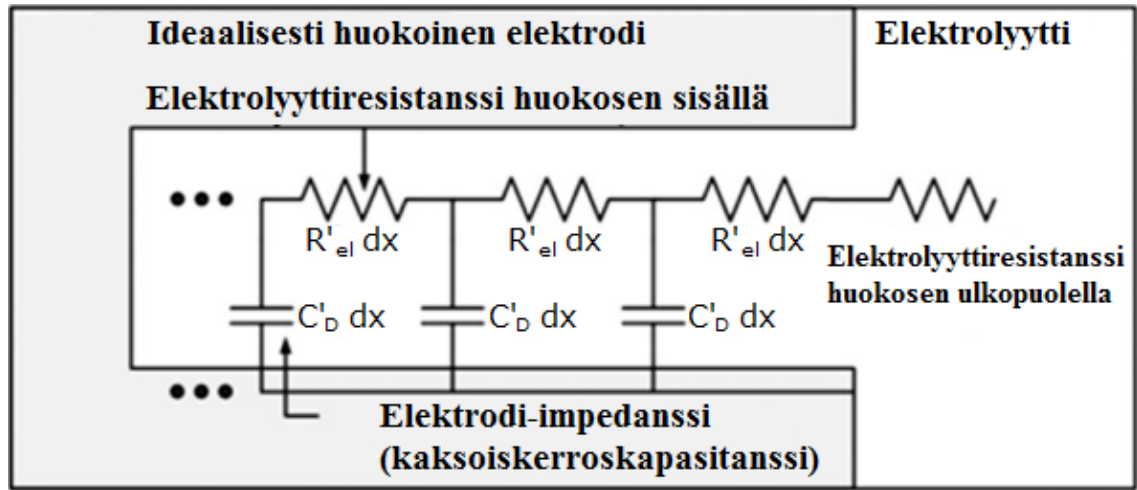 Ideaalisesti huokoinen elektrodi
Elektrolyytti
Elektrolyyttiresistanssi huokosen sisällä
R'el dx
R'el dx
R'el dx
Elektrolyyttiresistanssi
huokosen ulkopuolella
C'D dx
C'D dx
C'D dx
Elektrodi-impedanssi
(kaksoiskerroskapasitanssi)